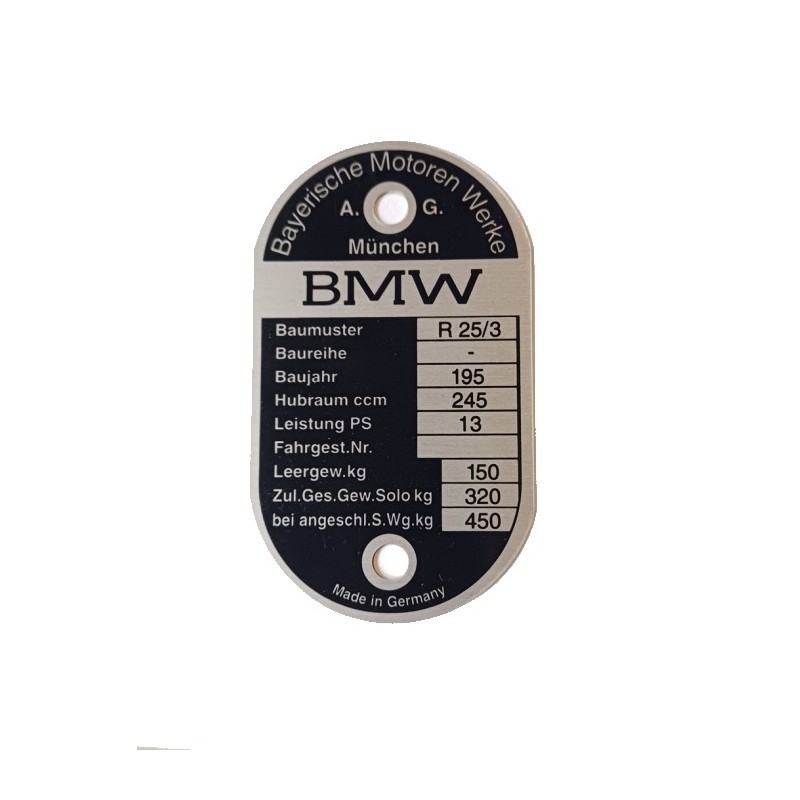 Bayerische Motoren Werke
A. G.
München
BMW
Baumuster R 25/3
Baureihe -
Baujahr 195
Hubraum ccm 245
Leistung PS 13
Fahrgest.Nr.
Leergew.kg 150
Zul.Ges.Gew.Solo kg 320
bei angeschl.S.Wg.kg 450
Made in Germany